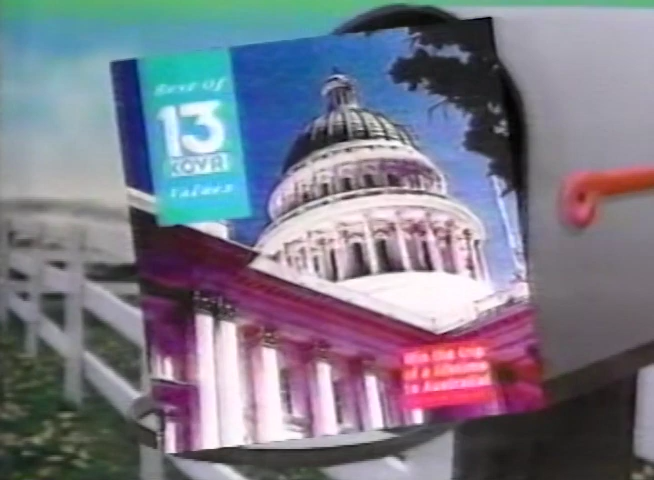 Best Of
13
KOVR
Values
Win the trip
of a lifetime
to Australia!